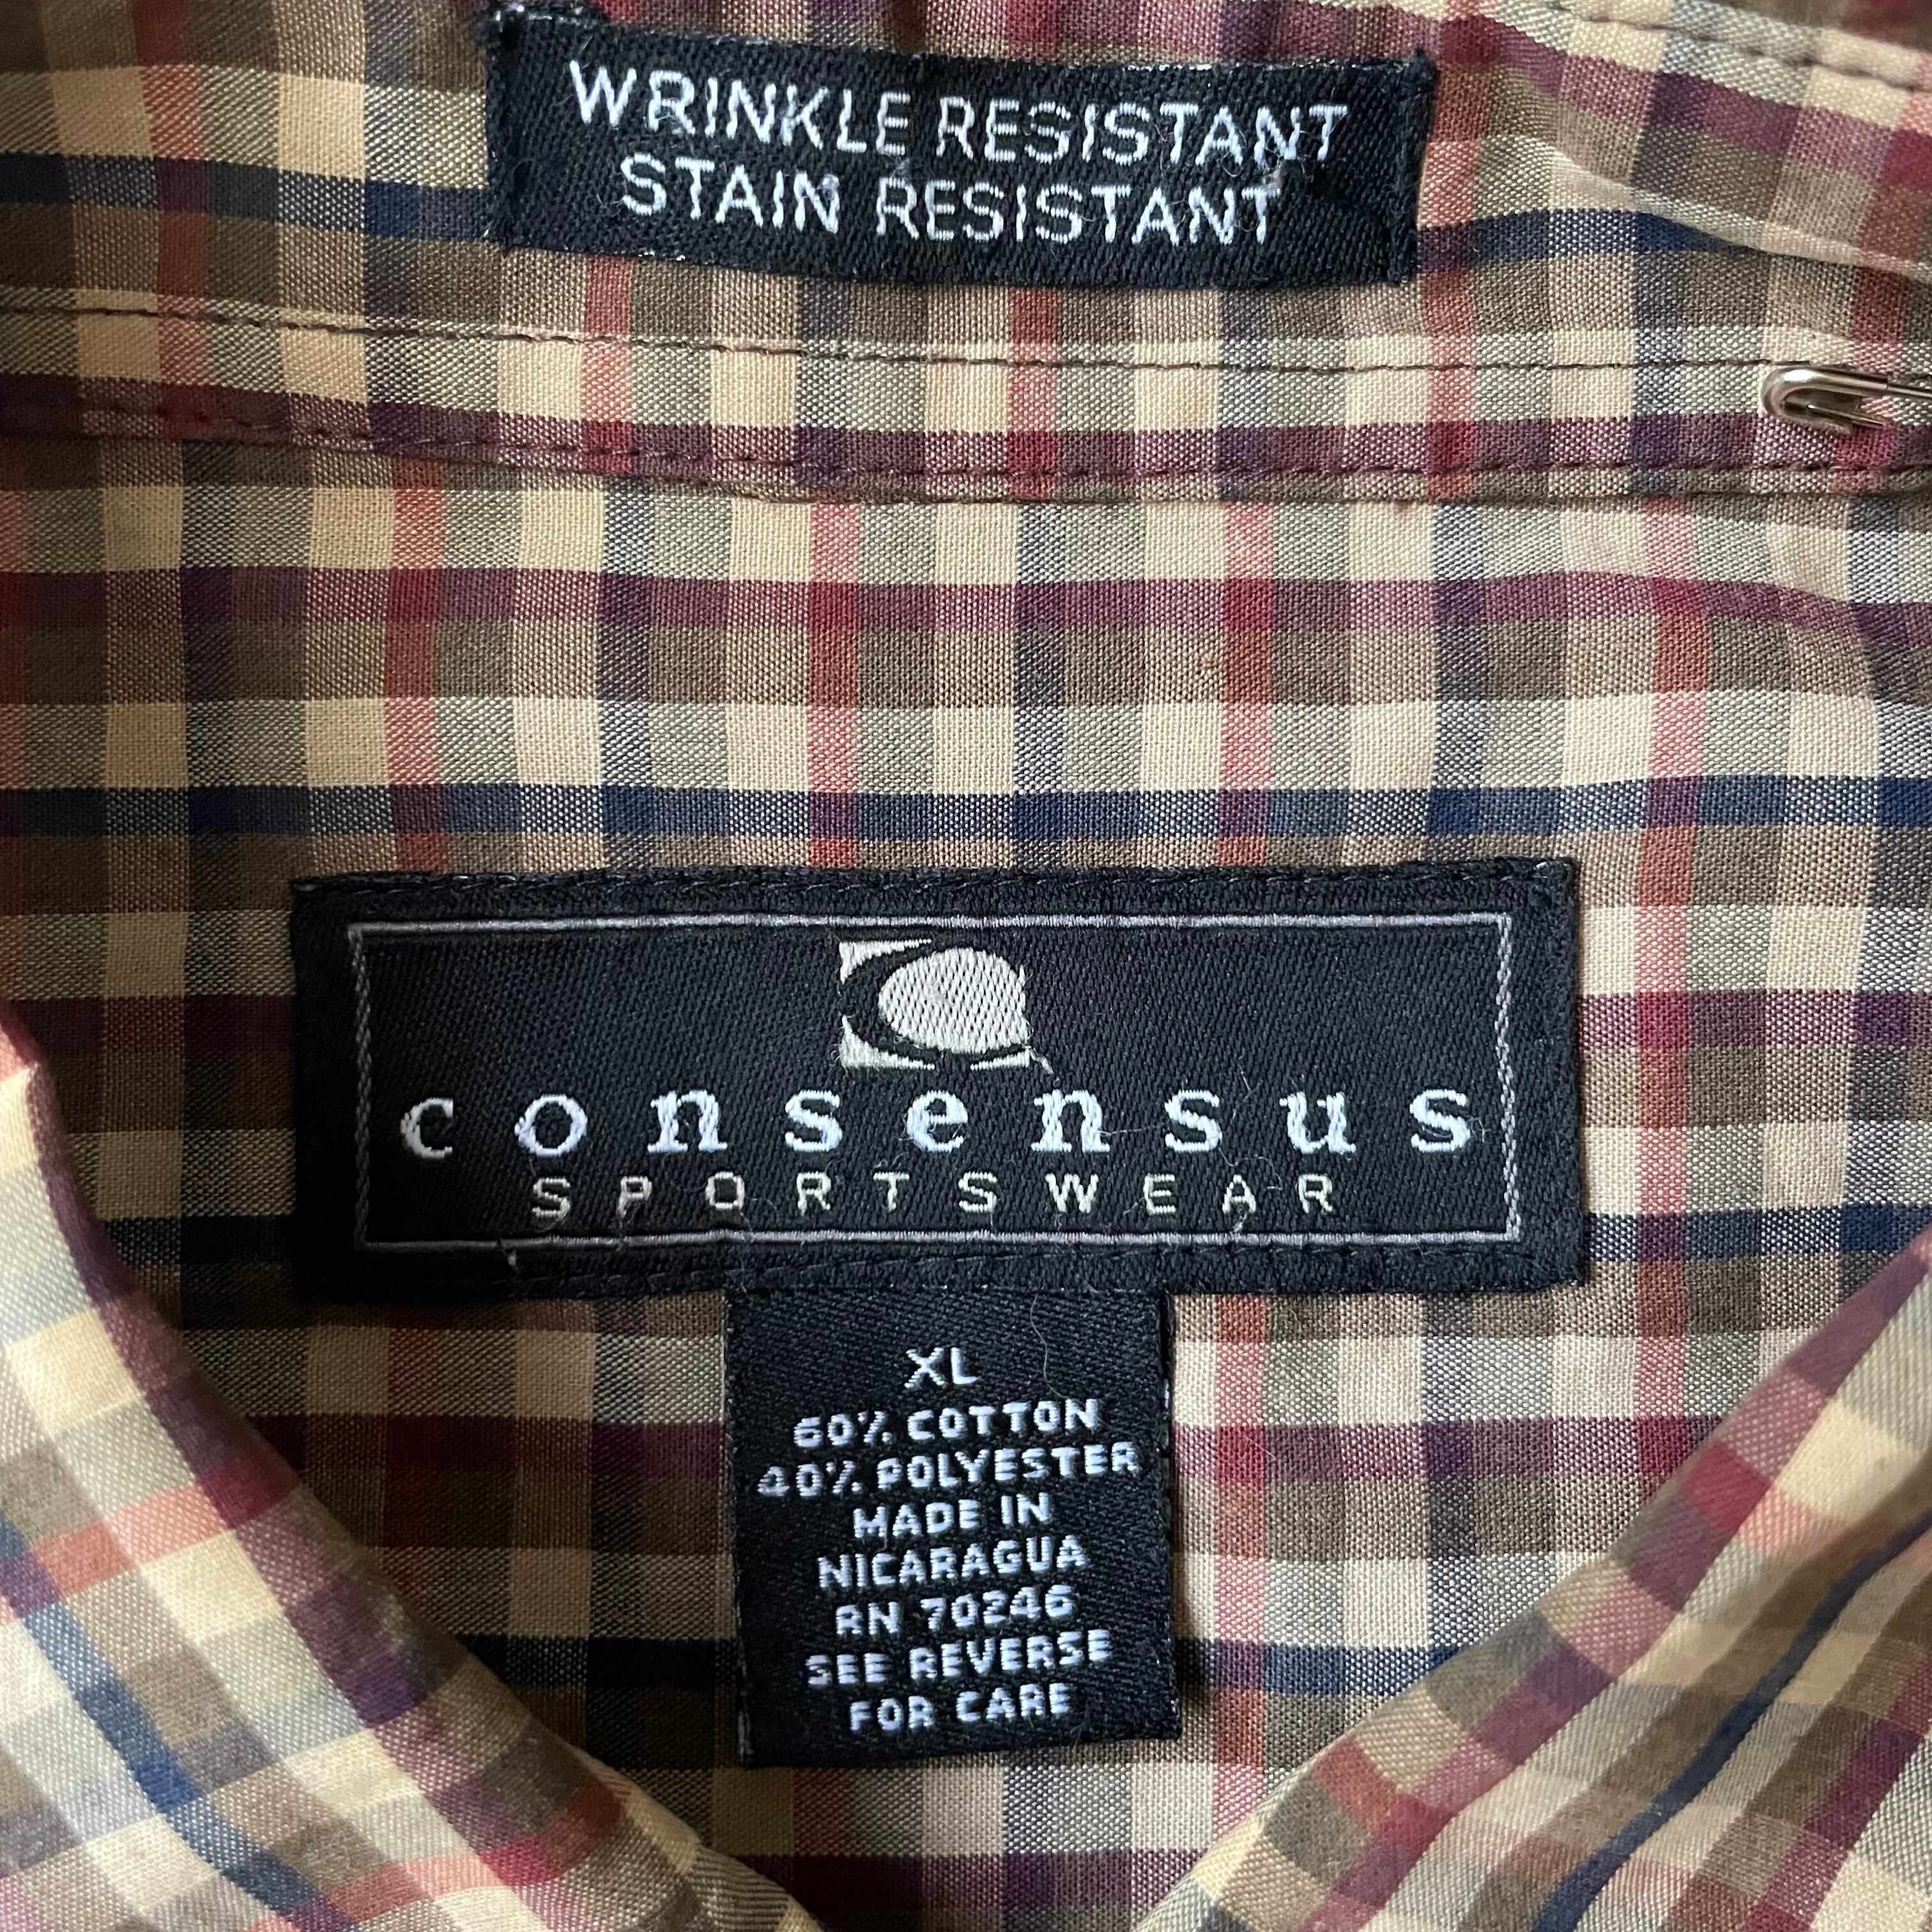 WRINKLE RESISTANT
STAIN RESISTANT
consensus
SPORTSWEAR
XL
60% COTTON
40% POLYESTER
MADE IN
NICARAGUA
RN 70246
SEE REVERSE
FOR CARE